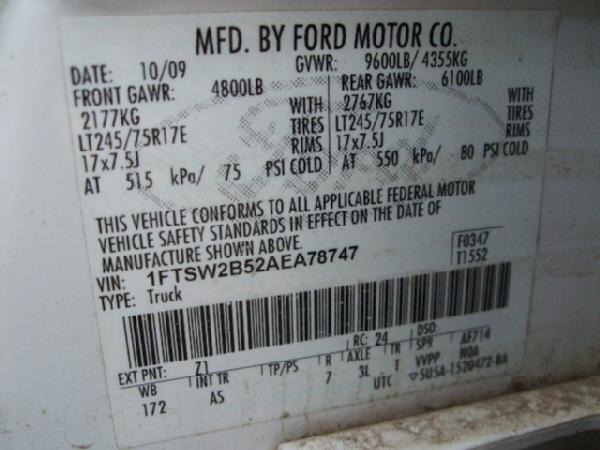 MFD. BY FORD MOTOR CO.
DATE: 10/09 GVWR: 9600LB/4355KG
FRONT GAWR: 4800LB REAR GAWR: 6100LB
2177KG WITH 2767KG WITH
LT245/75R17E TIRES LT245/75R17E TIRES
17x7.5J RIMS 17x7.5J RIMS
AT 515 kPa/ 75 PSI COLD AT 550 kPa/ 80 PSI COLD
THIS VEHICLE CONFORMS TO ALL APPLICABLE FEDERAL MOTOR
VEHICLE SAFETY STANDARDS IN EFFECT ON THE DATE OF
MANUFACTURE SHOWN ABOVE.
VIN: 1FTSW2B52AEA78747 F0347
TYPE: Truck T1552
EXT PNT: Z1 RC: 24 DSO: AF714
WB INT TR TP/PS R AXLE TR SPR NOA
172 AS 7 3L T VVPP
UTC 5U5A-1520472-BA